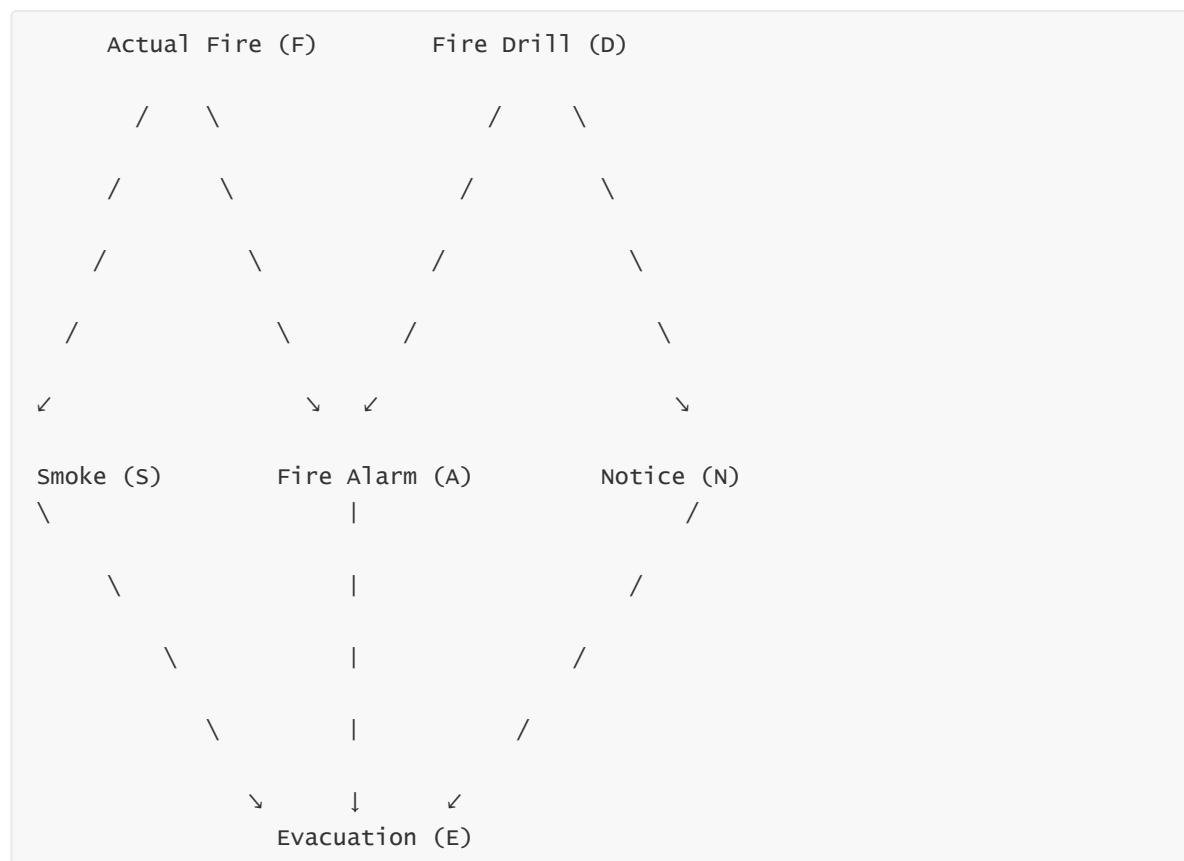 Actual Fire (F) Fire Drill (D)
/ \ / \
/ \ / \
/ \ / \
/ \ / \
↙ ↘ ↙ ↘
Smoke (S) Fire Alarm (A) Notice (N)
\ | /
\ | /
\ | /
\ | /
↘ ↓ ↙
Evacuation (E)